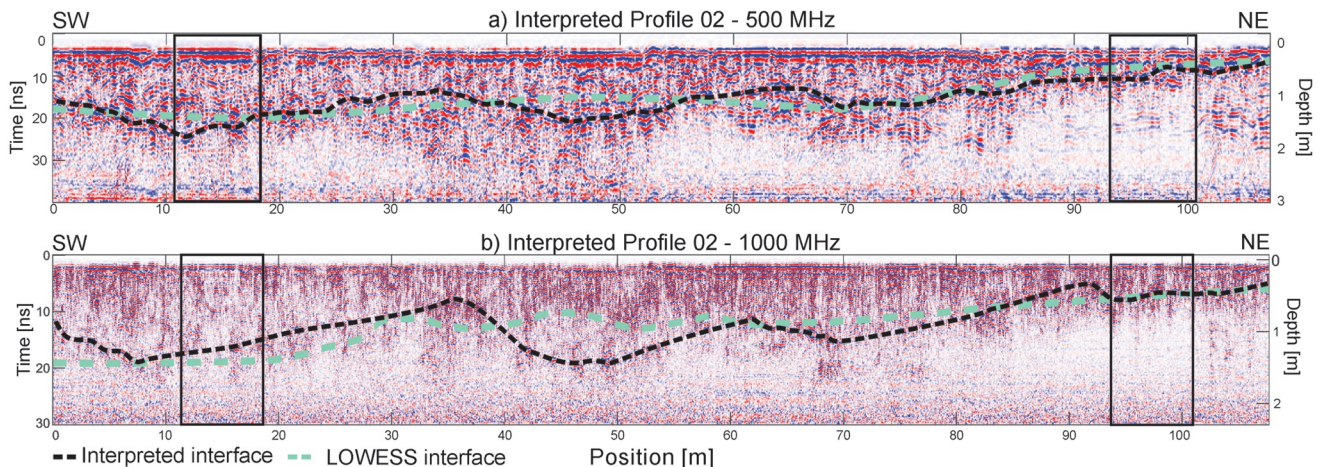 SW a) Interpreted Profile 02 - 500 MHz NE
0 10 20 30 40
Time [ns]
0 1 2 3
Depth [m]
0 10 20 30 40 50 60 70 80 90 100
SW b) Interpreted Profile 02 - 1000 MHz NE
0 10 20 30
Time [ns]
0 1 2
Depth [m]
0 10 20 30 40 50 60 70 80 90 100
Interpreted interface LOWESS interface Position [m]